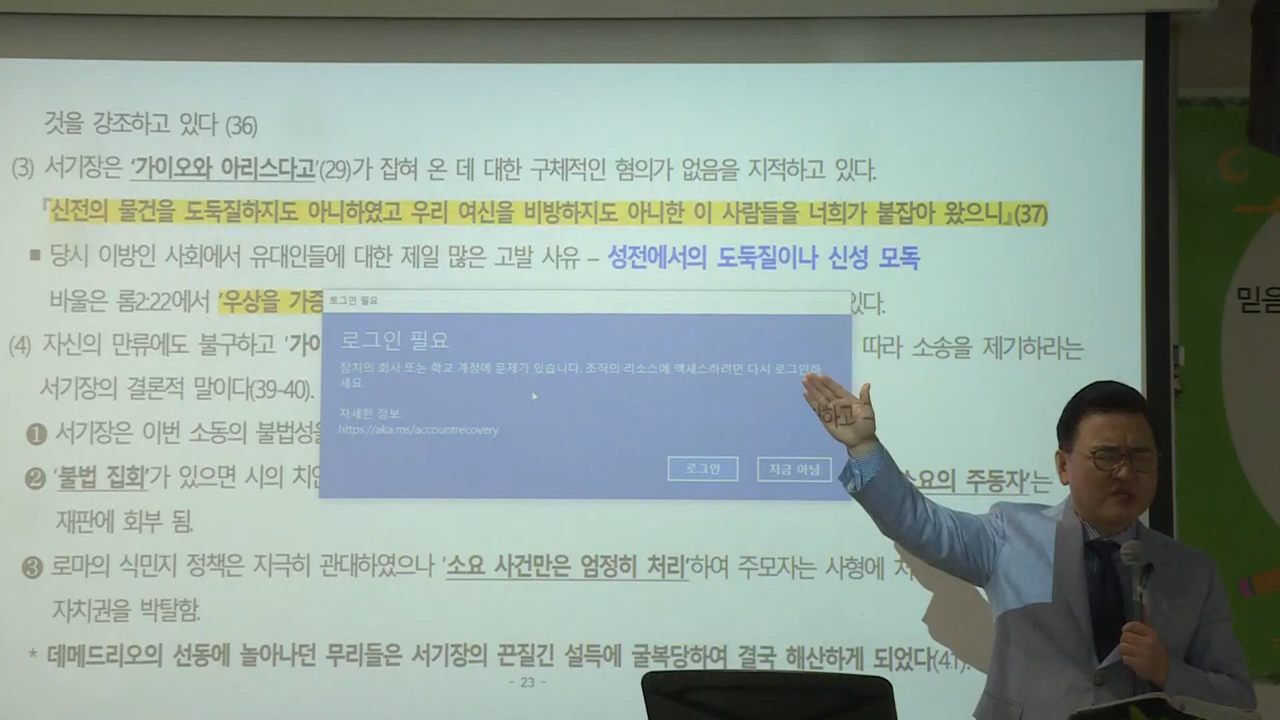 것을 강조하고 있다 (36)
(3) 서기장은 '가이오와 아리스다고'(29)가 잡혀 온 데 대한 구체적인 혐의가 없음을 지적하고 있다.
『신전의 물건을 도둑질하지도 아니하였고 우리 여신을 비방하지도 아니한 이 사람들을 너희가 붙잡아 왔으니』(37)
■ 당시 이방인 사회에서 유대인들에 대한 제일 많은 고발 사유 – 성전에서의 도둑질이나 신성 모독
바울은 롬2:22에서 '우상을 가증 있다.
로그인 필요
로그인 필요
(4) 자신의 만류에도 불구하고 '가이 따라 소송을 제기하라는
장치의 회사 또는 학교 계정에 문제가 있습니다. 조직의 리소스에 액세스하려면 다시 로그인하
세요.
서기장의 결론적 말이다(39-40).
자세한 정보:
https://aka.ms/accountrecovery
하고
믿음
❶ 서기장은 이번 소동의 불법성을
로그인 지금 아님
❷ '불법 집회'가 있으면 시의 치안 소요의 주동자'는
재판에 회부 됨.
❸ 로마의 식민지 정책은 지극히 관대하였으나 '소요 사건만은 엄정히 처리'하여 주모자는 사형에
자치권을 박탈함.
* 데메드리오의 선동에 놀아나던 무리들은 서기장의 끈질긴 설득에 굴복당하여 결국 해산하게 되었다(41).
- 23 -